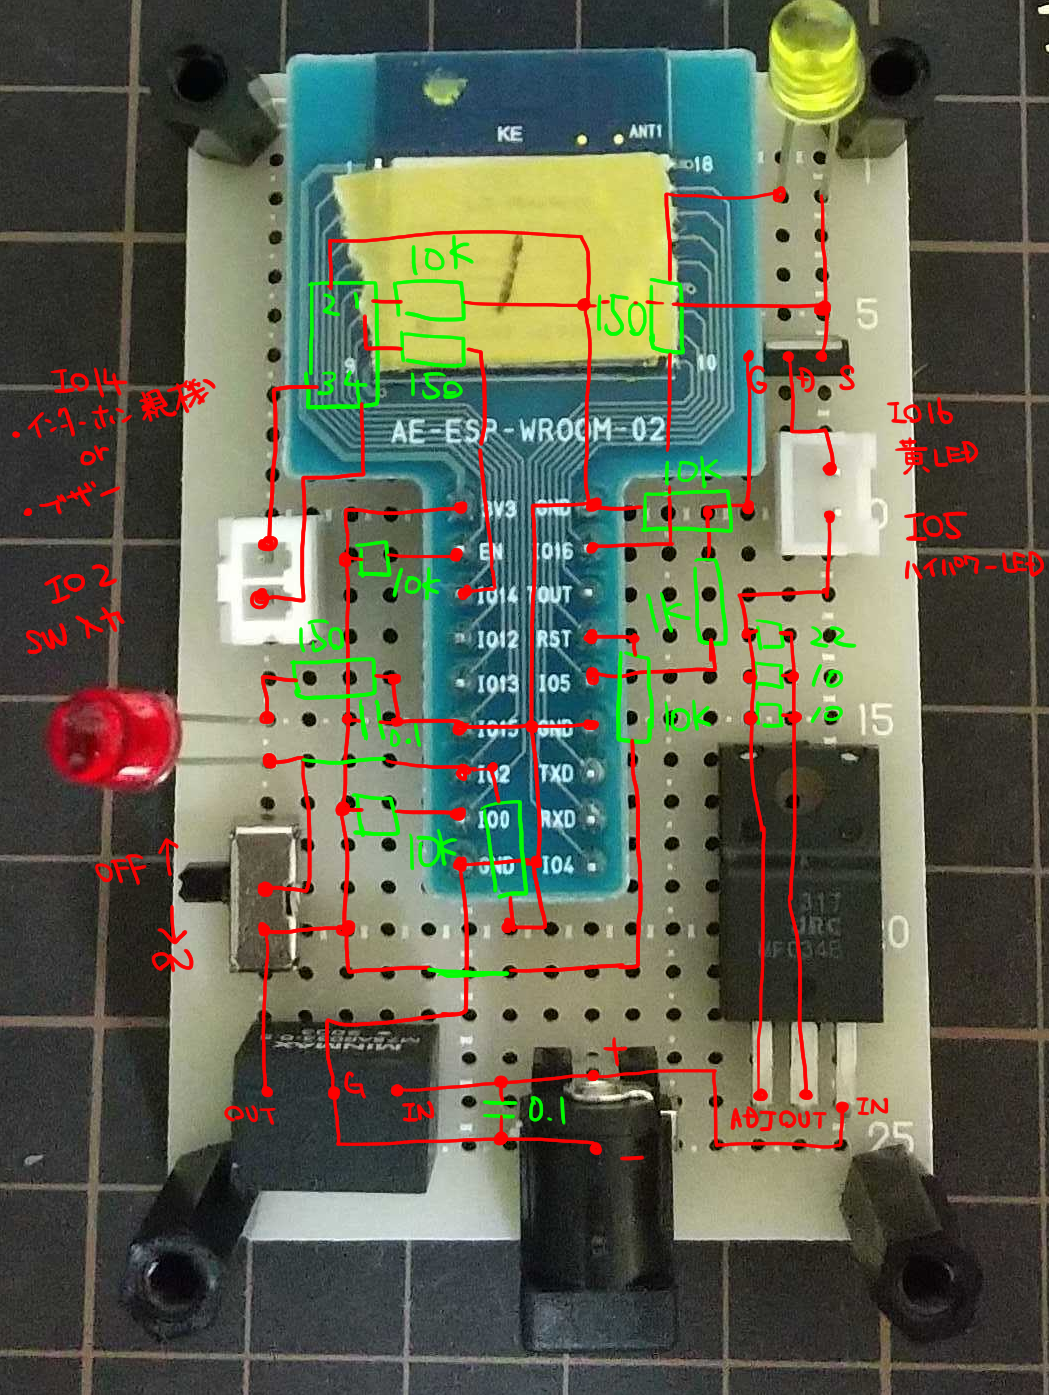 KE
ANT1
1
18
10K
2 1
150
5
9
10
3 4
150
G D S
IO14
・インターホン親機
or
・ブザー
AE-ESP-WROOM-02
IO16
黄LED
10K
3V3
GND
EN
IO16
IO5
ハイパワーLED
10K
IO14
TOUT
1K
IO2
SW入力
150
IO12
RST
22
IO13
IO5
10
0.1
IO15
GND
10K
10
15
IO2
TXD
IO0
RXD
10K
GND
IO4
OFF ↑
317
JRC
20
MINMAX
+
OUT
G
IN
0.1
ADJ OUT
IN
25
−